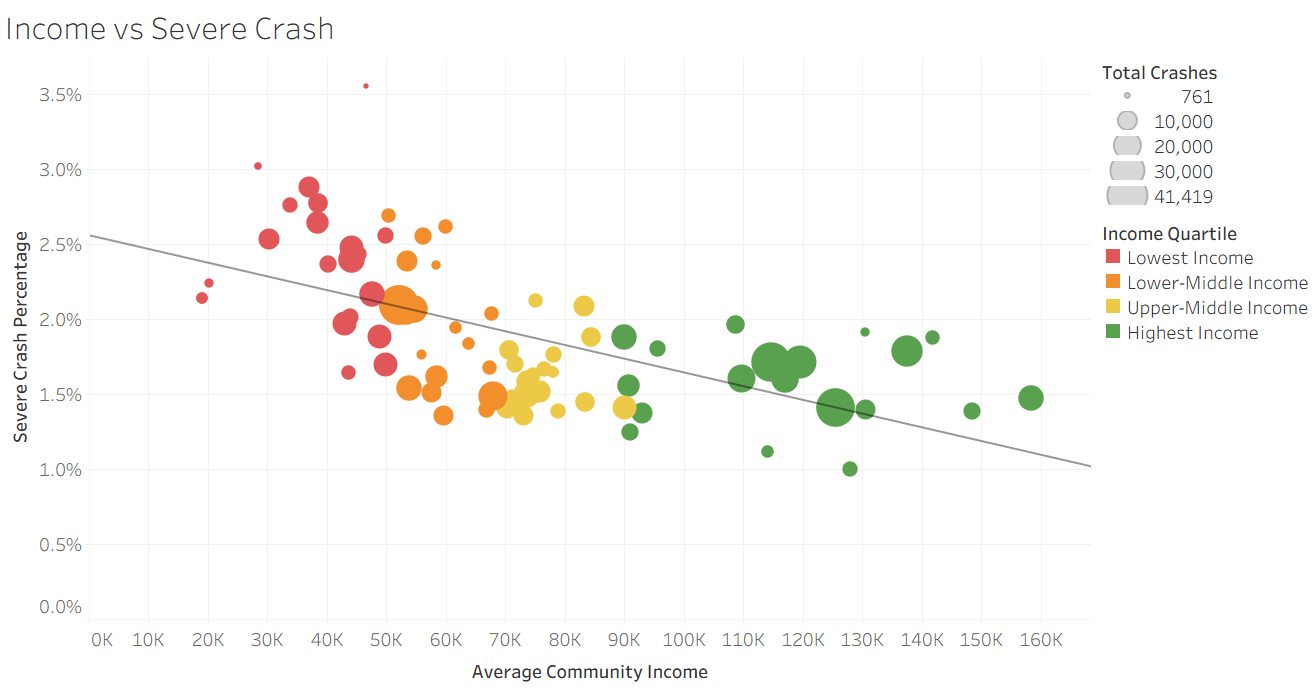 Income vs Severe Crash
3.5%
3.0%
2.5%
2.0%
1.5%
1.0%
0.5%
0.0%
Severe Crash Percentage
0K 10K 20K 30K 40K 50K 60K 70K 80K 90K 100K 110K 120K 130K 140K 150K 160K
Average Community Income
Total Crashes
761
10,000
20,000
30,000
41,419
Income Quartile
Lowest Income
Lower-Middle Income
Upper-Middle Income
Highest Income